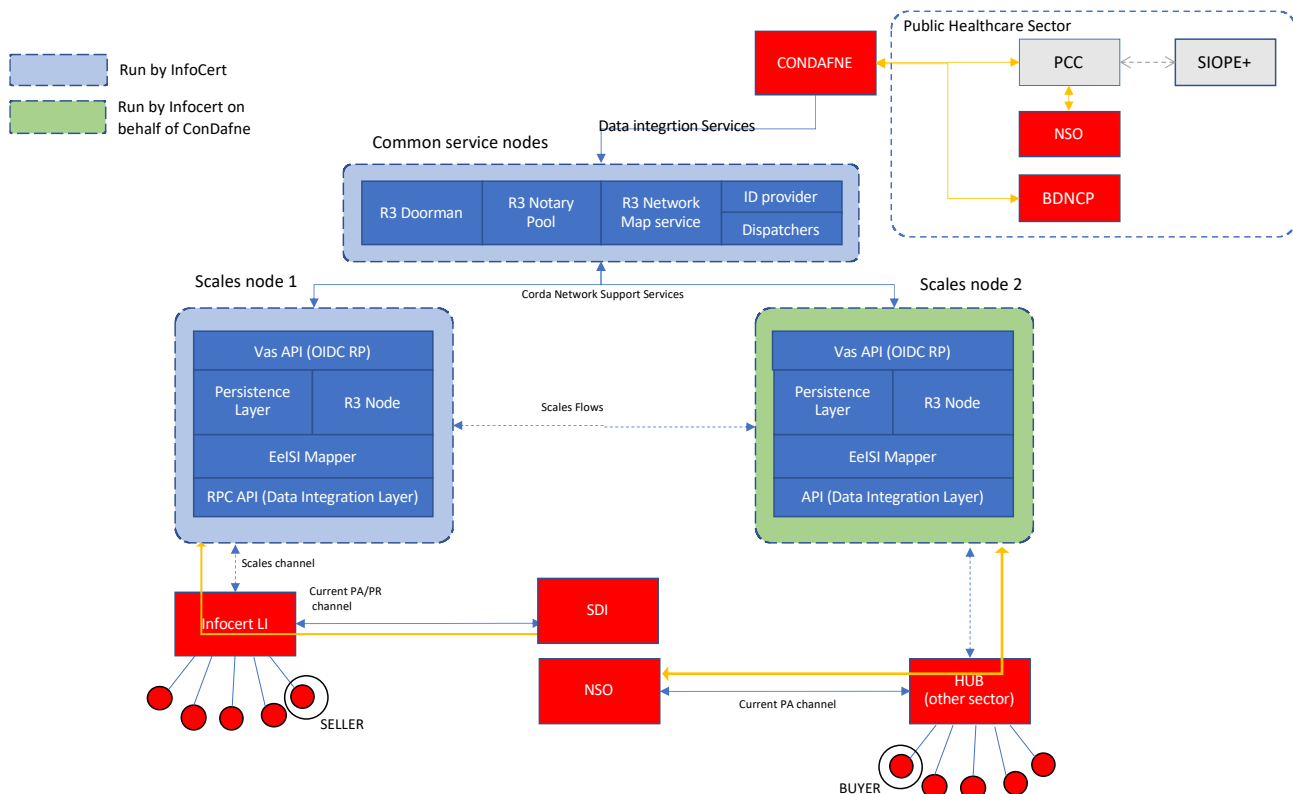 Public Healthcare Sector
CONDAFNE
PCC
SIOPE+
Run by InfoCert
Run by Infocert on
behalf of ConDafne
NSO
Data integrtion Services
Common service nodes
BDNCP
R3 Doorman
R3 Notary
Pool
R3 Network
Map service
ID provider
Dispatchers
Scales node 1
Scales node 2
Corda Network Support Services
Vas API (OIDC RP)
Persistence
Layer
R3 Node
EeISI Mapper
RPC API (Data Integration Layer)
Scales Flows
Vas API (OIDC RP)
Persistence
Layer
R3 Node
EeISI Mapper
API (Data Integration Layer)
Scales channel
Current PA/PR
channel
Infocert LI
SDI
NSO
Current PA channel
HUB
(other sector)
SELLER
BUYER